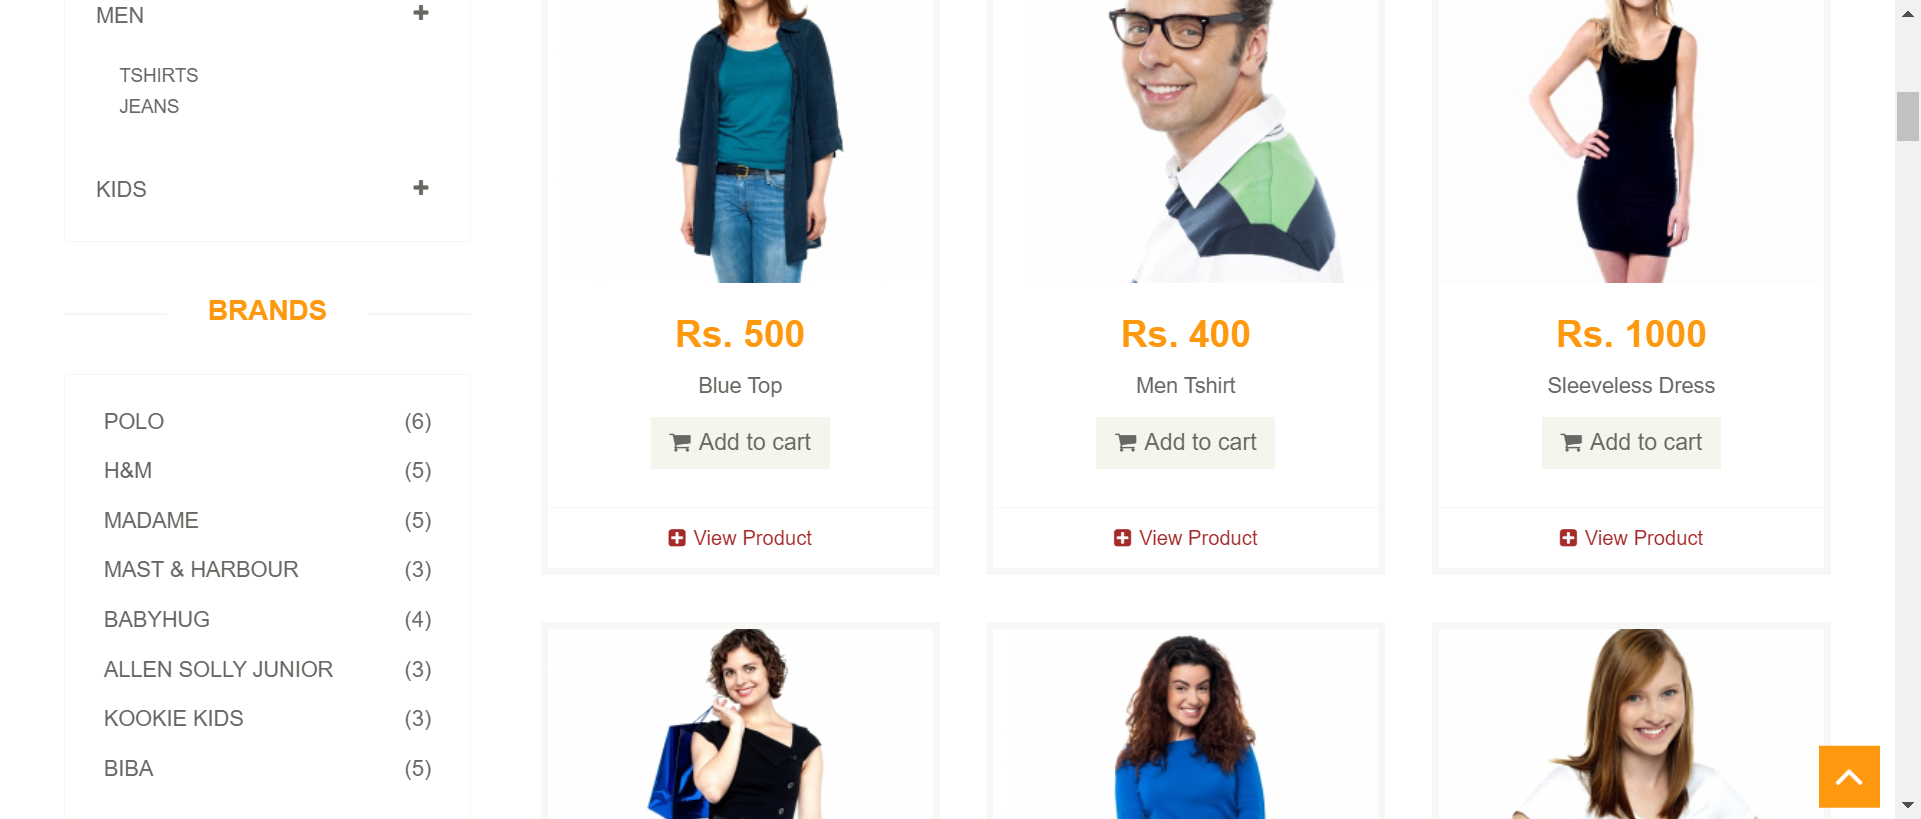 MEN
TSHIRTS
JEANS
KIDS
BRANDS
POLO (6)
H&M (5)
MADAME (5)
MAST & HARBOUR (3)
BABYHUG (4)
ALLEN SOLLY JUNIOR (3)
KOOKIE KIDS (3)
BIBA (5)
Rs. 500
Blue Top
Add to cart
View Product
Rs. 400
Men Tshirt
Add to cart
View Product
Rs. 1000
Sleeveless Dress
Add to cart
View Product